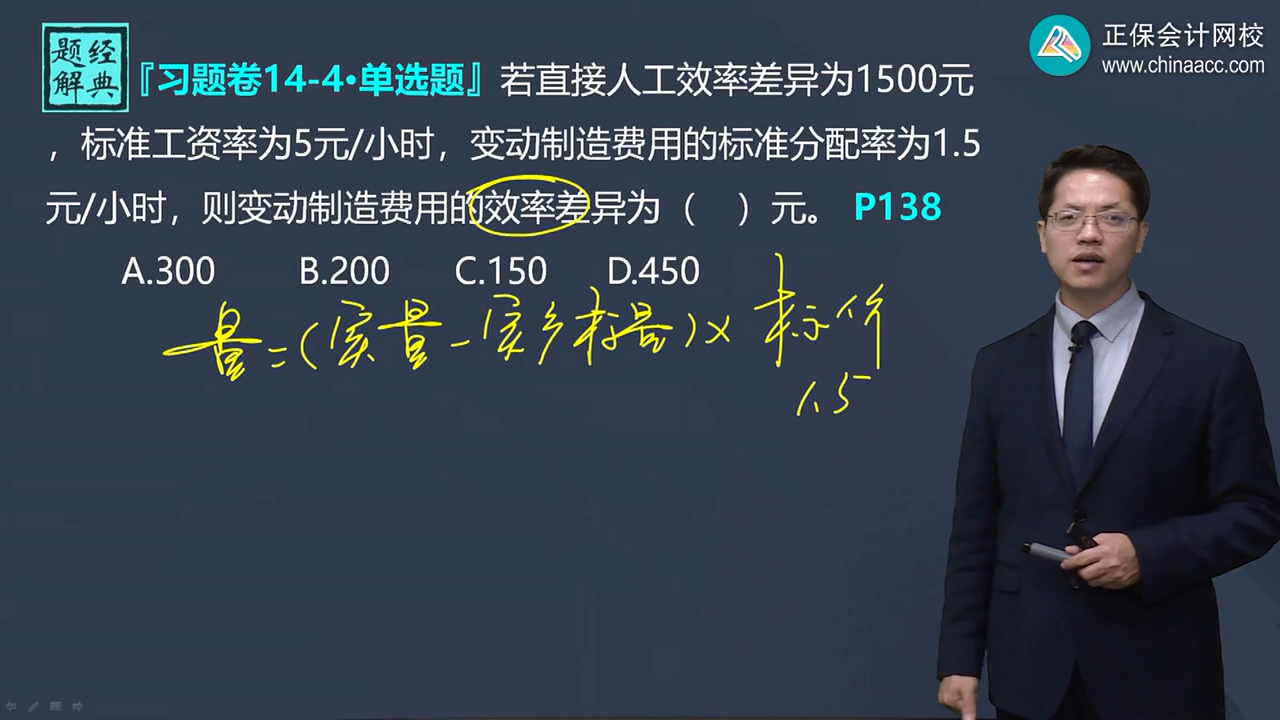 经典题解
正保会计网校
www.chinaacc.com
『习题卷14-4•单选题』若直接人工效率差异为1500元
，标准工资率为5元/小时，变动制造费用的标准分配率为1.5
元/小时，则变动制造费用的效率差异为（ ）元。 P138
A.300 B.200 C.150 D.450
量=(实量-实多标量)×标价
1.5